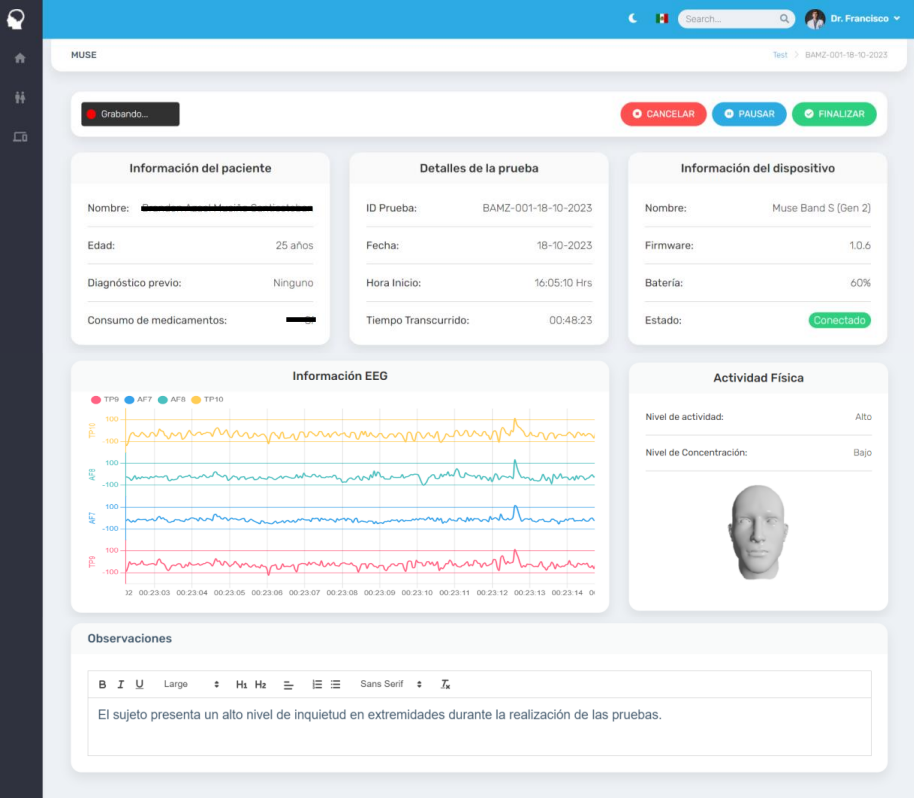 Search...
Dr. Francisco
MUSE
Test > BAMZ-001-18-10-2023
Grabando...
CANCELAR PAUSAR FINALIZAR
Información del paciente
Nombre:
Edad: 25 años
Diagnóstico previo: Ninguno
Consumo de medicamentos:
Detalles de la prueba
ID Prueba: BAMZ-001-18-10-2023
Fecha: 18-10-2023
Hora Inicio: 16:05:10 Hrs
Tiempo Transcurrido: 00:48:23
Información del dispositivo
Nombre: Muse Band S (Gen 2)
Firmware: 1.0.6
Batería: 60%
Estado: Conectado
Información EEG
TP9 AF7 AF8 TP10
TP10 100 -100
AF8 100 -100
AF7 100 -100
TP9 100 -100
00:23:03 00:23:04 00:23:05 00:23:06 00:23:07 00:23:08 00:23:09 00:23:10 00:23:11 00:23:12 00:23:13 00:23:14
Actividad Física
Nivel de actividad: Alto
Nivel de Concentración: Bajo
Observaciones
B I U Large H1 H2 Sans Serif Tx
El sujeto presenta un alto nivel de inquietud en extremidades durante la realización de las pruebas.